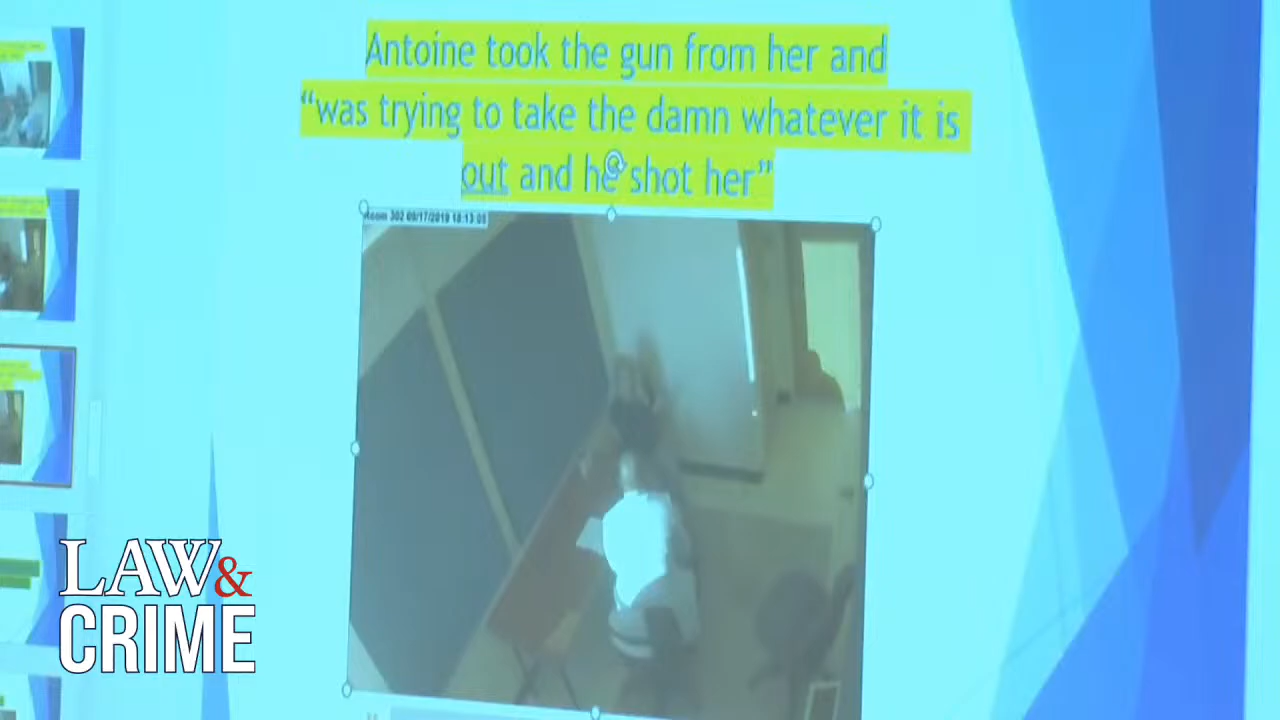 Antoine took the gun from her and
“was trying to take the damn whatever it is
out and he shot her”
Room 302 09/17/2019 18:13:05
LAW&
CRIME